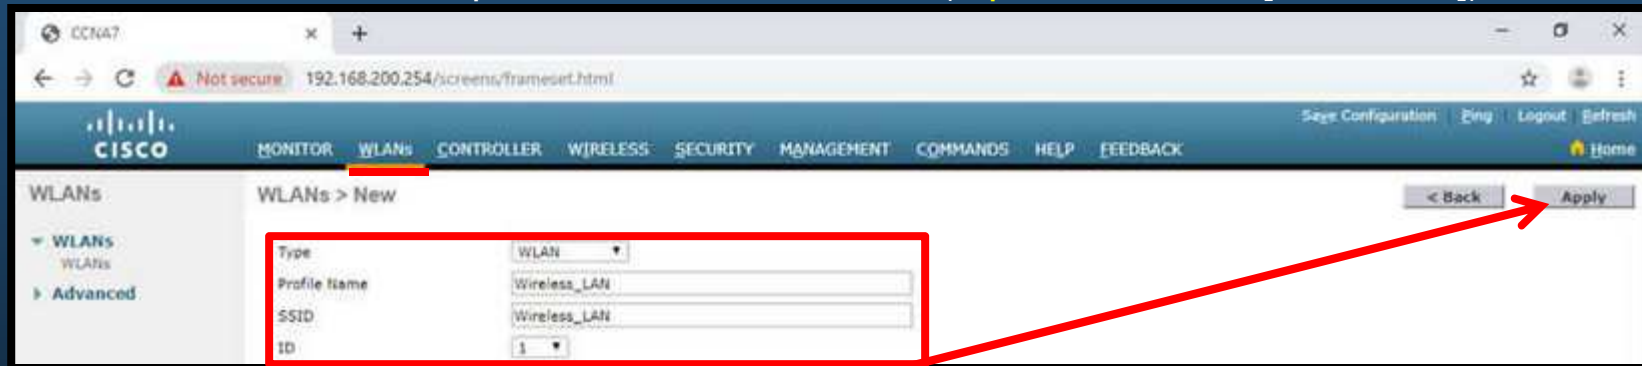 CCNA7
Not secure 192.168.200.254/screens/frameset.html
Save Configuration Ping Logout Refresh
CISCO MONITOR WLANs CONTROLLER WIRELESS SECURITY MANAGEMENT COMMANDS HELP FEEDBACK Home
WLANs WLANs > New < Back Apply
WLANs
WLANs
Advanced
Type WLAN
Profile Name Wireless_LAN
SSID Wireless_LAN
ID 1